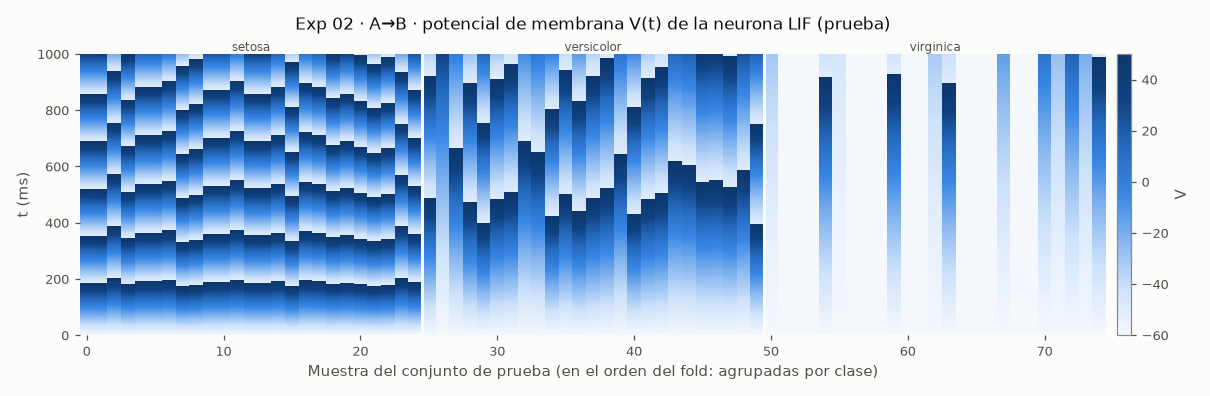 Exp 02 · A→B · potencial de membrana V(t) de la neurona LIF (prueba)
setosa versicolor virginica
1000
800
600
400
200
0
t (ms)
0 10 20 30 40 50 60 70
Muestra del conjunto de prueba (en el orden del fold: agrupadas por clase)
40
20
0
−20
−40
−60
V